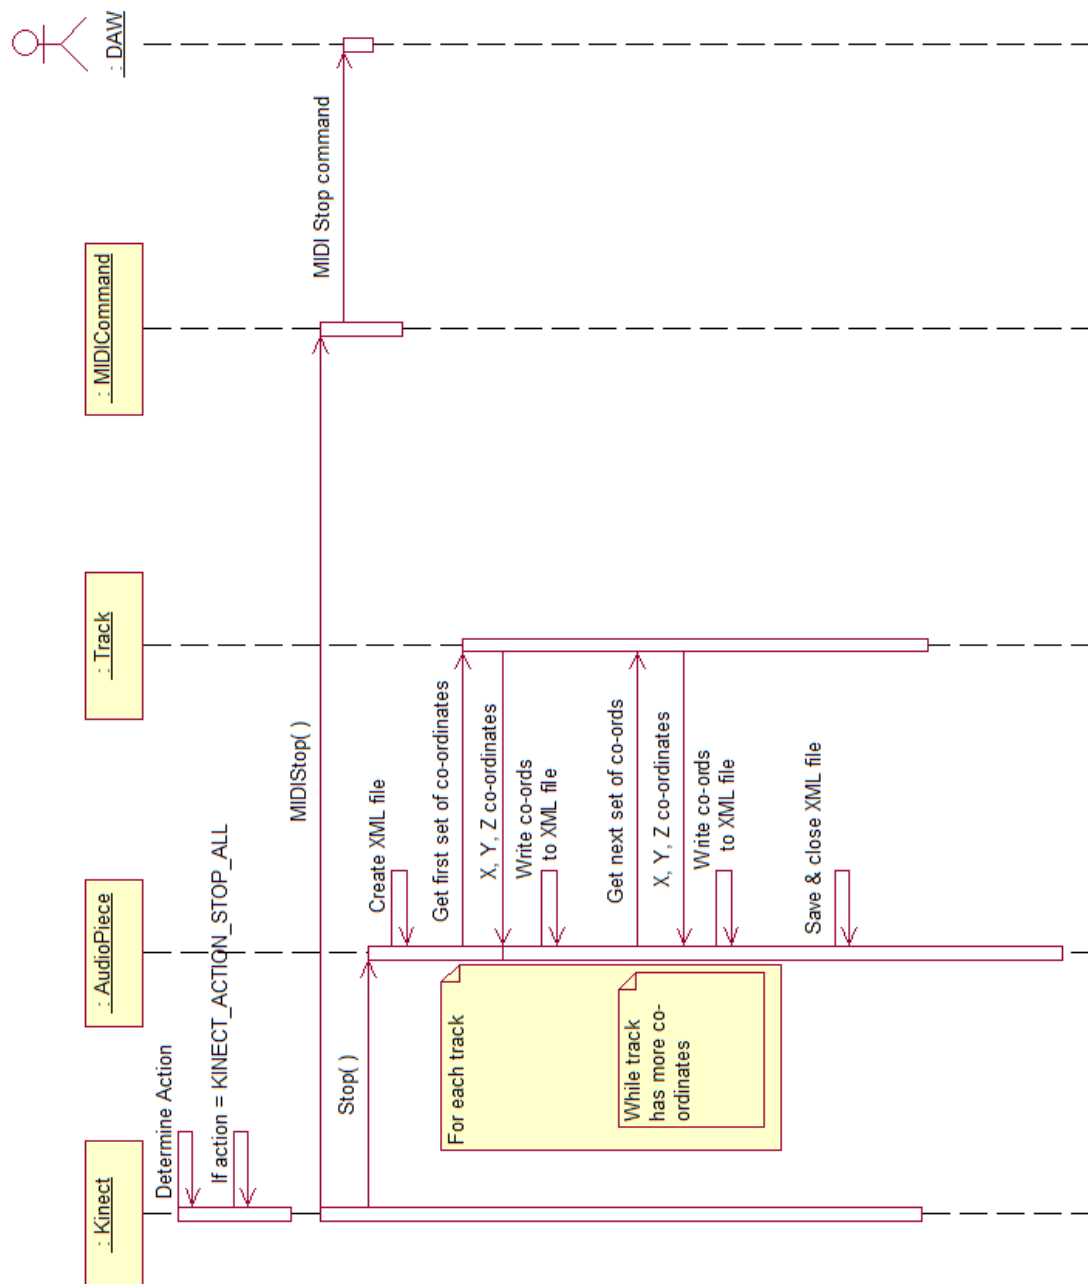 : Kinect
: AudioPiece
: Track
: MIDICommand
: DAW
Determine Action
If action = KINECT_ACTION_STOP_ALL
MIDIStop( )
MIDI Stop command
Stop( )
Create XML file
For each track
Get first set of co-ordinates
X, Y, Z co-ordinates
Write co-ords
to XML file
While track
has more co-
ordinates
Get next set of co-ords
X, Y, Z co-ordinates
Write co-ords
to XML file
Save & close XML file